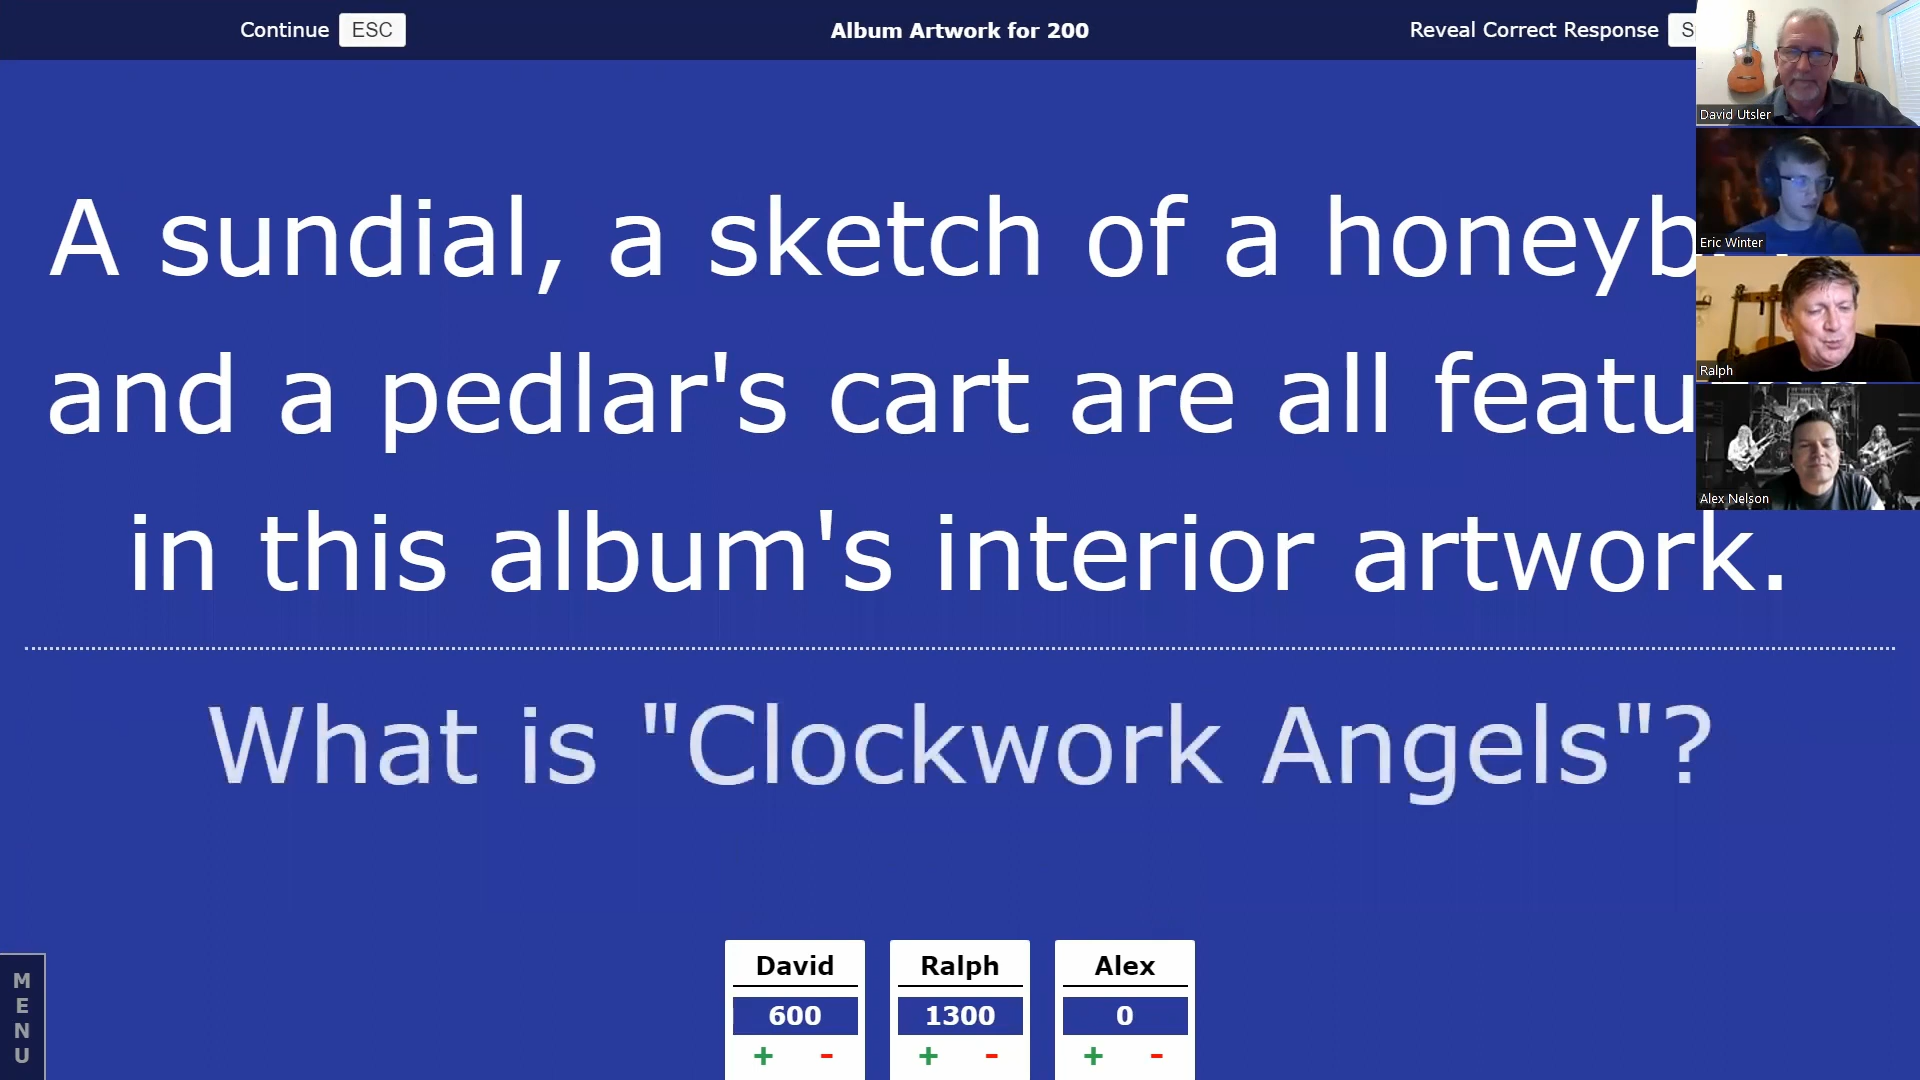 Continue ESC
Album Artwork for 200
Reveal Correct Response
David Utsler
Eric Winter
Ralph
Alex Nelson
A sundial, a sketch of a
and a pedlar's cart are all
in this album's interior artwork.
What is "Clockwork Angels"?
MENU
David
600
+ -
Ralph
1300
+ -
Alex
0
+ -